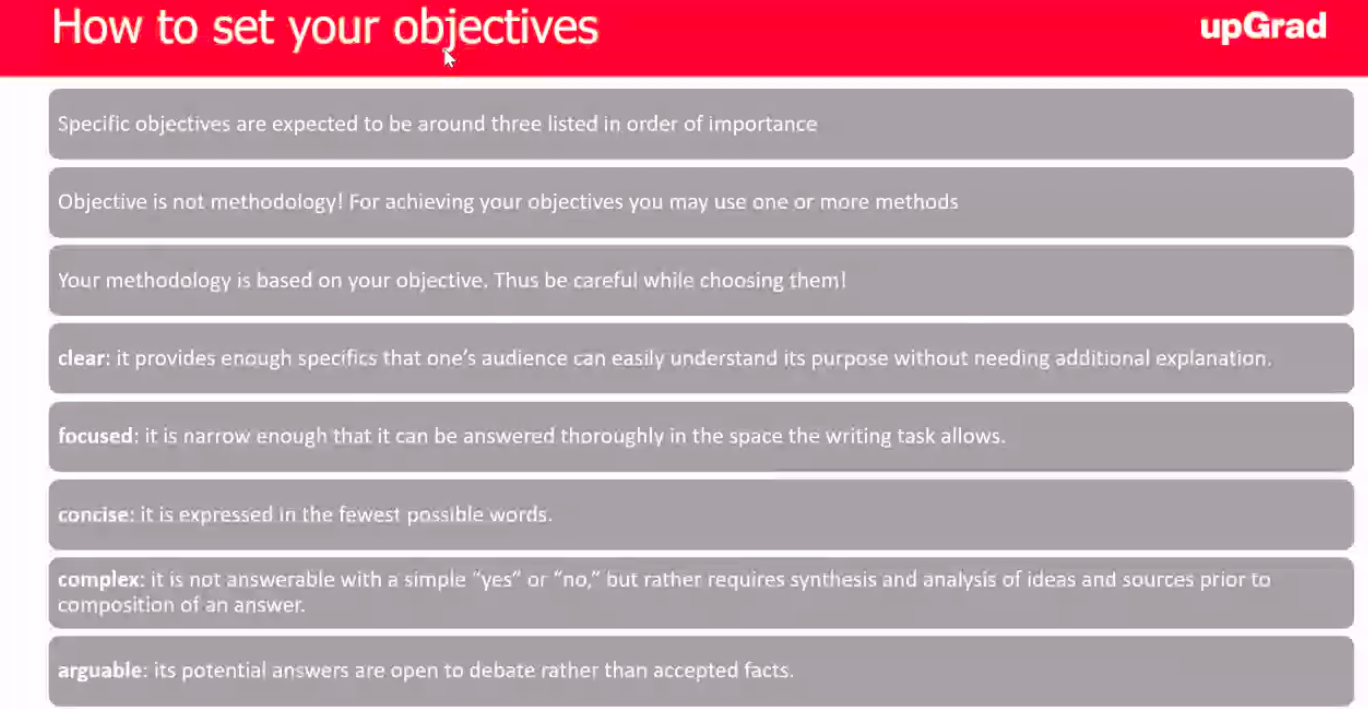 How to set your objectives
upGrad
Specific objectives are expected to be around three listed in order of importance
Objective is not methodology! For achieving your objectives you may use one or more methods
Your methodology is based on your objective. Thus be careful while choosing them!
clear: it provides enough specifics that one’s audience can easily understand its purpose without needing additional explanation.
focused: it is narrow enough that it can be answered thoroughly in the space the writing task allows.
concise: it is expressed in the fewest possible words.
complex: it is not answerable with a simple “yes” or “no,” but rather requires synthesis and analysis of ideas and sources prior to
composition of an answer.
arguable: its potential answers are open to debate rather than accepted facts.